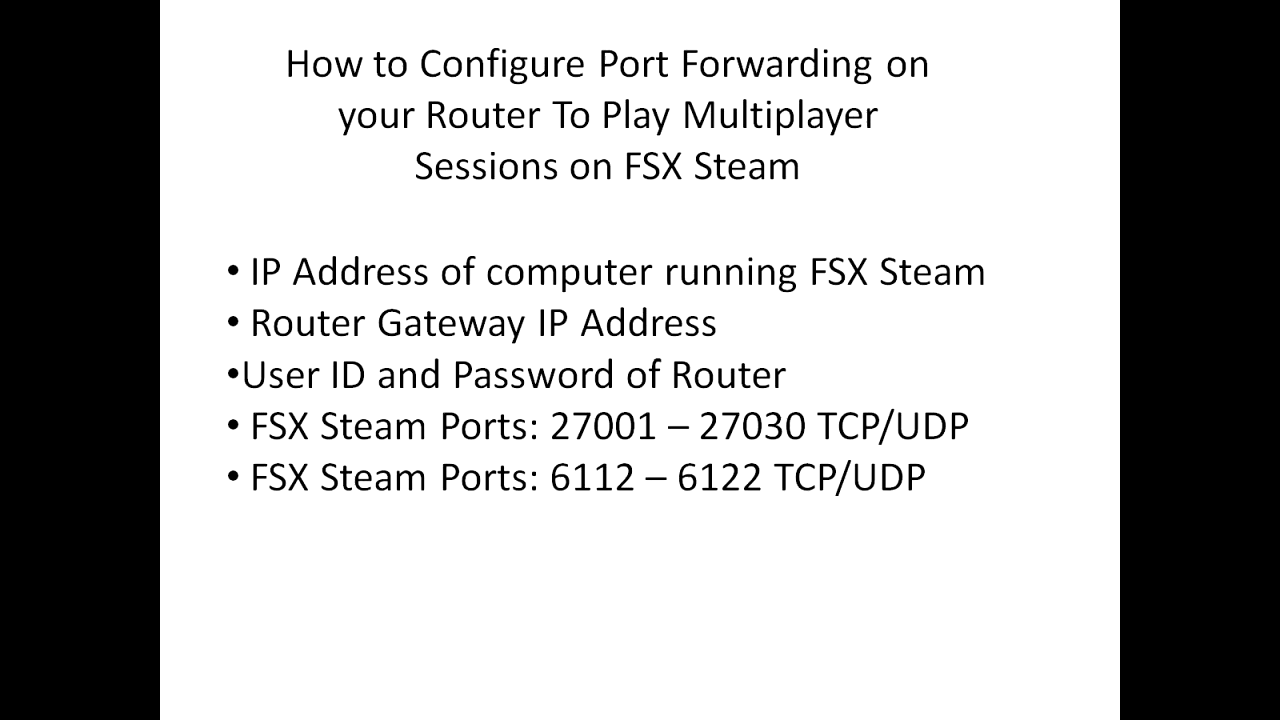 How to Configure Port Forwarding on
your Router To Play Multiplayer
Sessions on FSX Steam
• IP Address of computer running FSX Steam
• Router Gateway IP Address
•User ID and Password of Router
• FSX Steam Ports: 27001 – 27030 TCP/UDP
• FSX Steam Ports: 6112 – 6122 TCP/UDP